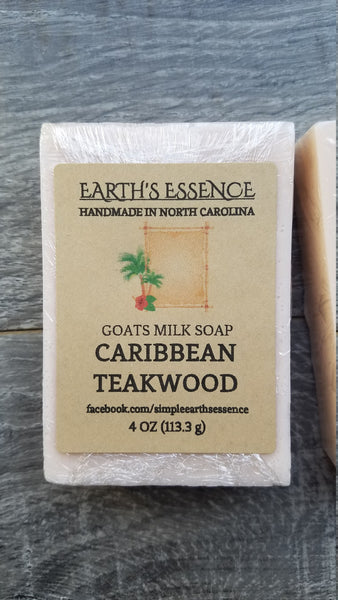 EARTH'S ESSENCE
HANDMADE IN NORTH CAROLINA
GOATS MILK SOAP
CARIBBEAN
TEAKWOOD
facebook.com/simpleearthsessence
4 OZ (113.3 g)